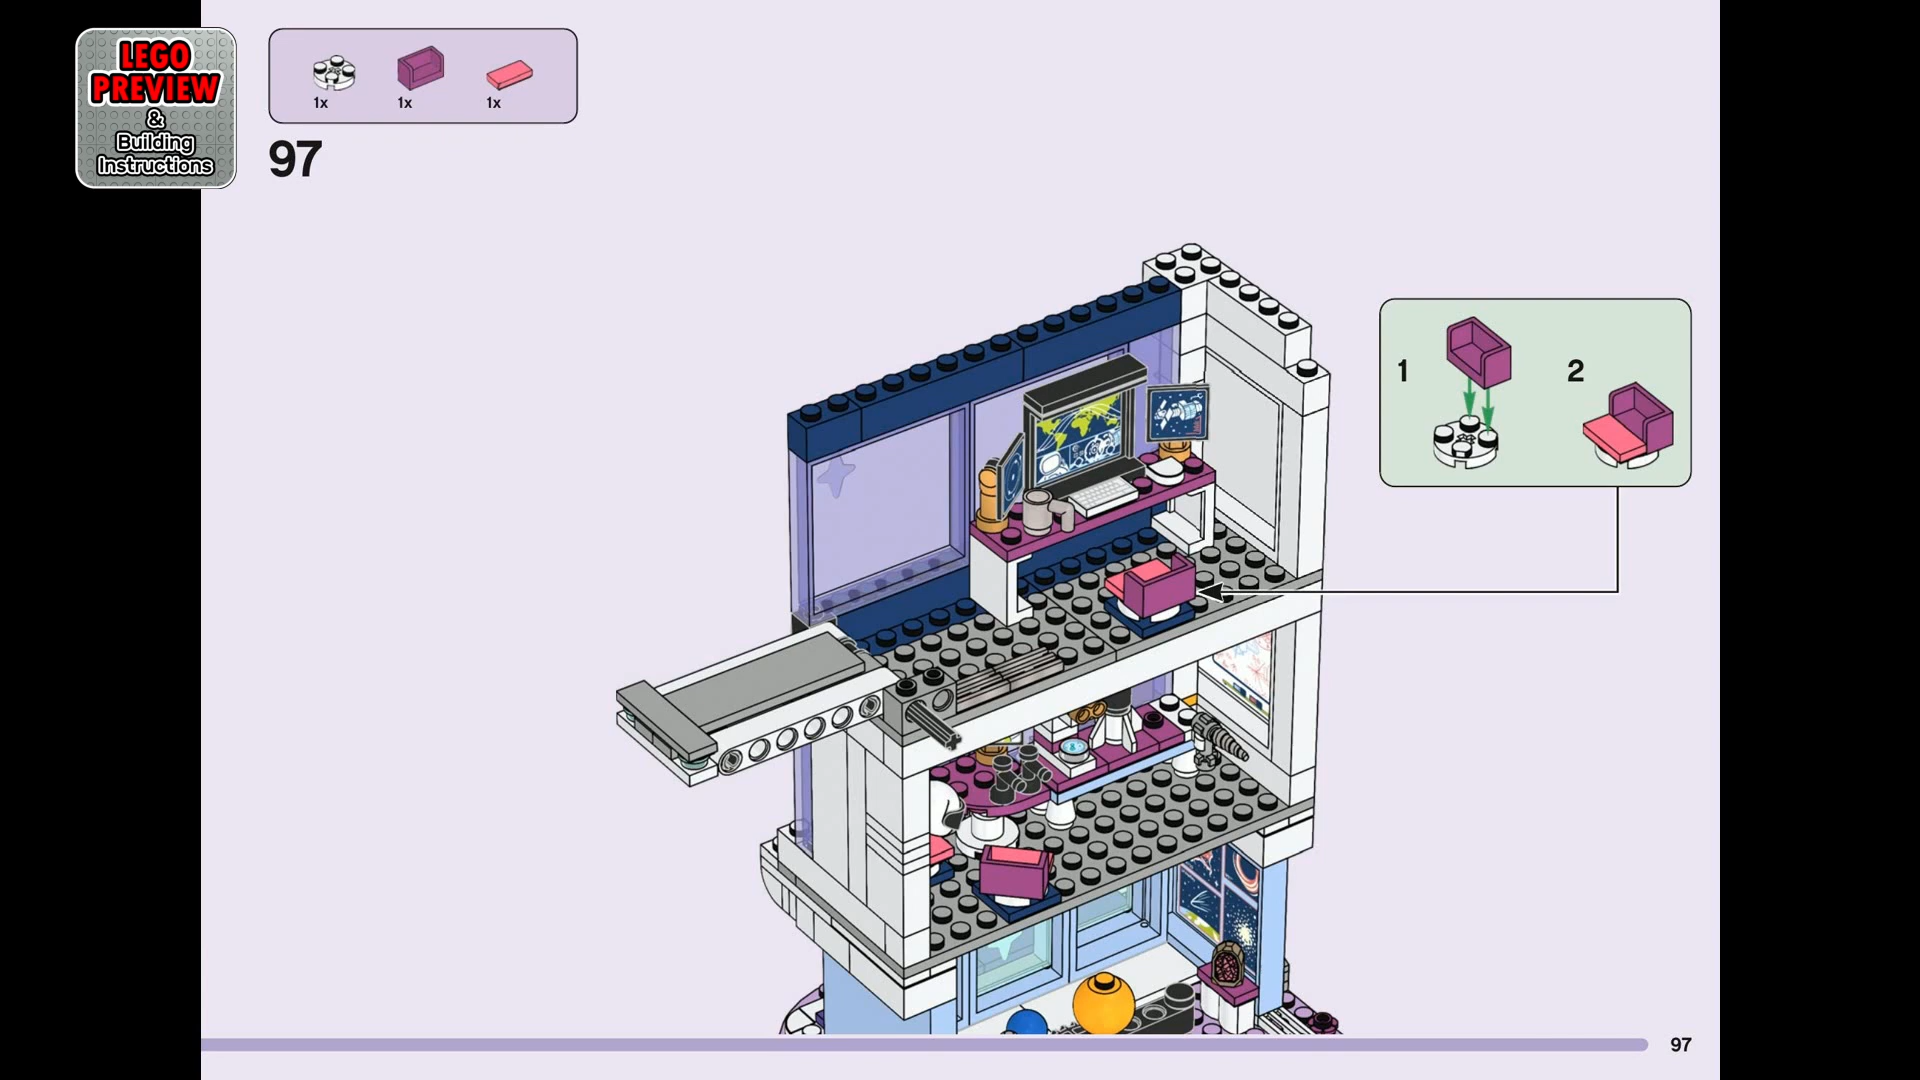 LEGO
PREVIEW
&
Building
Instructions
1x 1x 1x
97
1 2
97